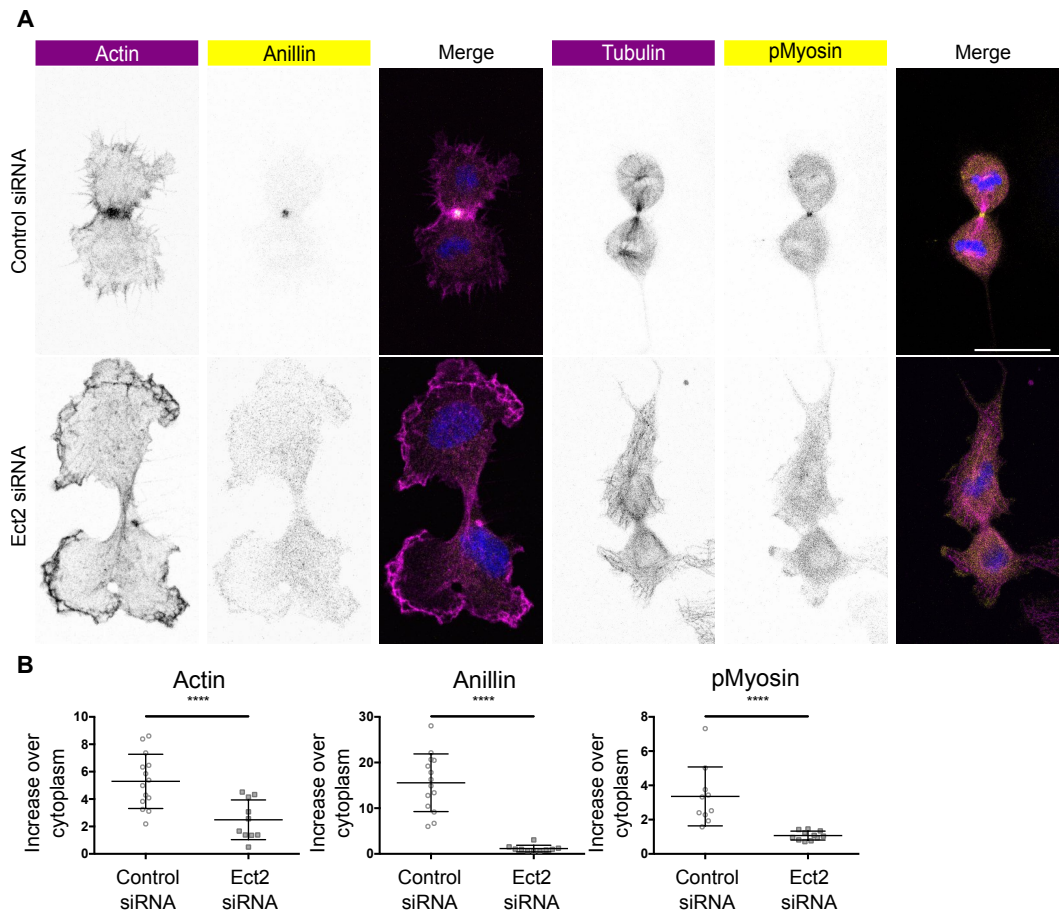 A
Actin Anillin Merge Tubulin pMyosin Merge
Control siRNA
Ect2 siRNA
B
Actin
****
Increase over
cytoplasm
10
8
6
4
2
0
Control
siRNA
Ect2
siRNA
Anillin
****
Increase over
cytoplasm
30
20
10
0
Control
siRNA
Ect2
siRNA
pMyosin
****
Increase over
cytoplasm
8
6
4
2
0
Control
siRNA
Ect2
siRNA